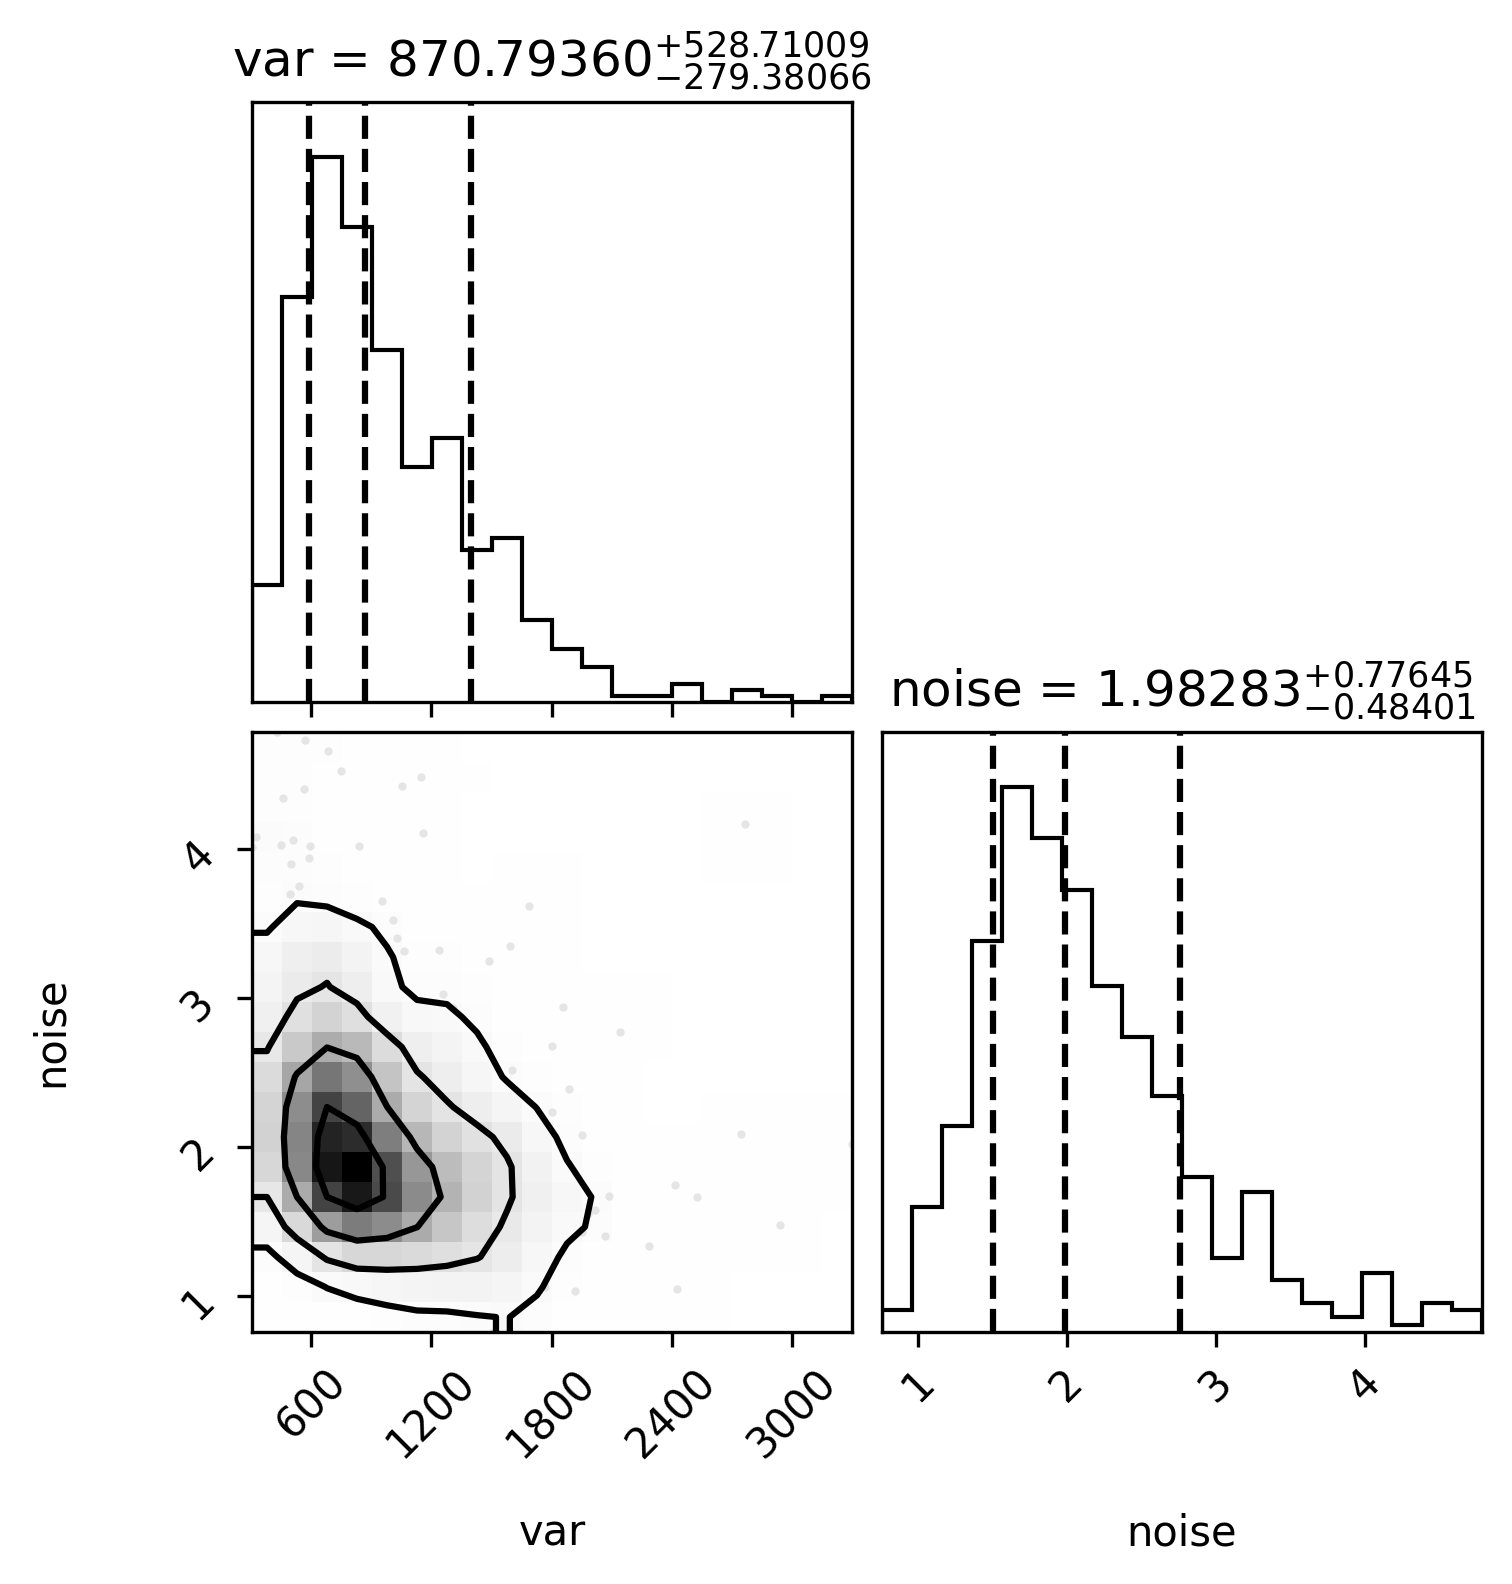 var = 870.79360+528.71009−279.38066
noise = 1.98283+0.77645−0.48401
4
3
2
1
noise
600 1200 1800 2400 3000
var
1 2 3 4
noise